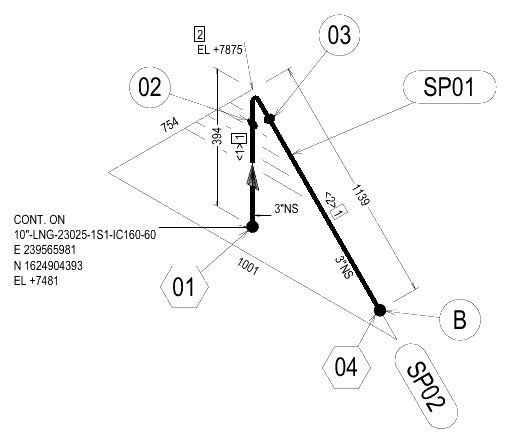 2
EL +7875
03
02
SP01
754
394
<1>1
1139
<2>1
CONT. ON
10"-LNG-23025-1S1-IC160-60
E 239565981
N 1624904393
EL +7481
3"NS
3"NS
01
1001
B
04
SP02